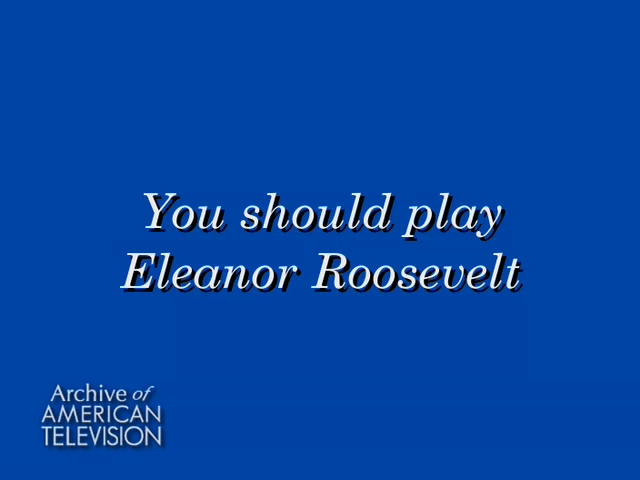 You should play
Eleanor Roosevelt
Archive of
AMERICAN
TELEVISION